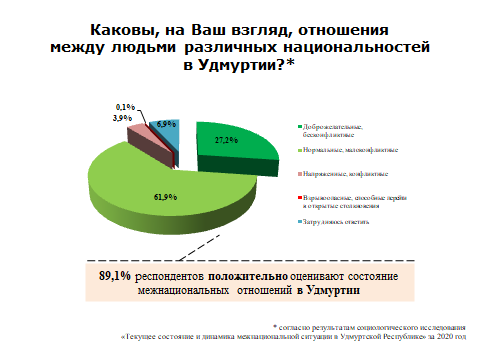 Каковы, на Ваш взгляд, отношения
между людьми различных национальностей
в Удмуртии?*
0,1%
3,9%
6,9%
27,2%
61,9%
Доброжелательные,
бесконфликтные
Нормальные, малоконфликтные
Напряженные, конфликтные
Взрывоопасные, способные перейти
в открытые столкновения
Затрудняюсь ответить
89,1% респондентов положительно оценивают состояние
межнациональных отношений в Удмуртии
* согласно результатам социологического исследования
«Текущее состояние и динамика межнациональной ситуации в Удмуртской Республике» за 2020 год